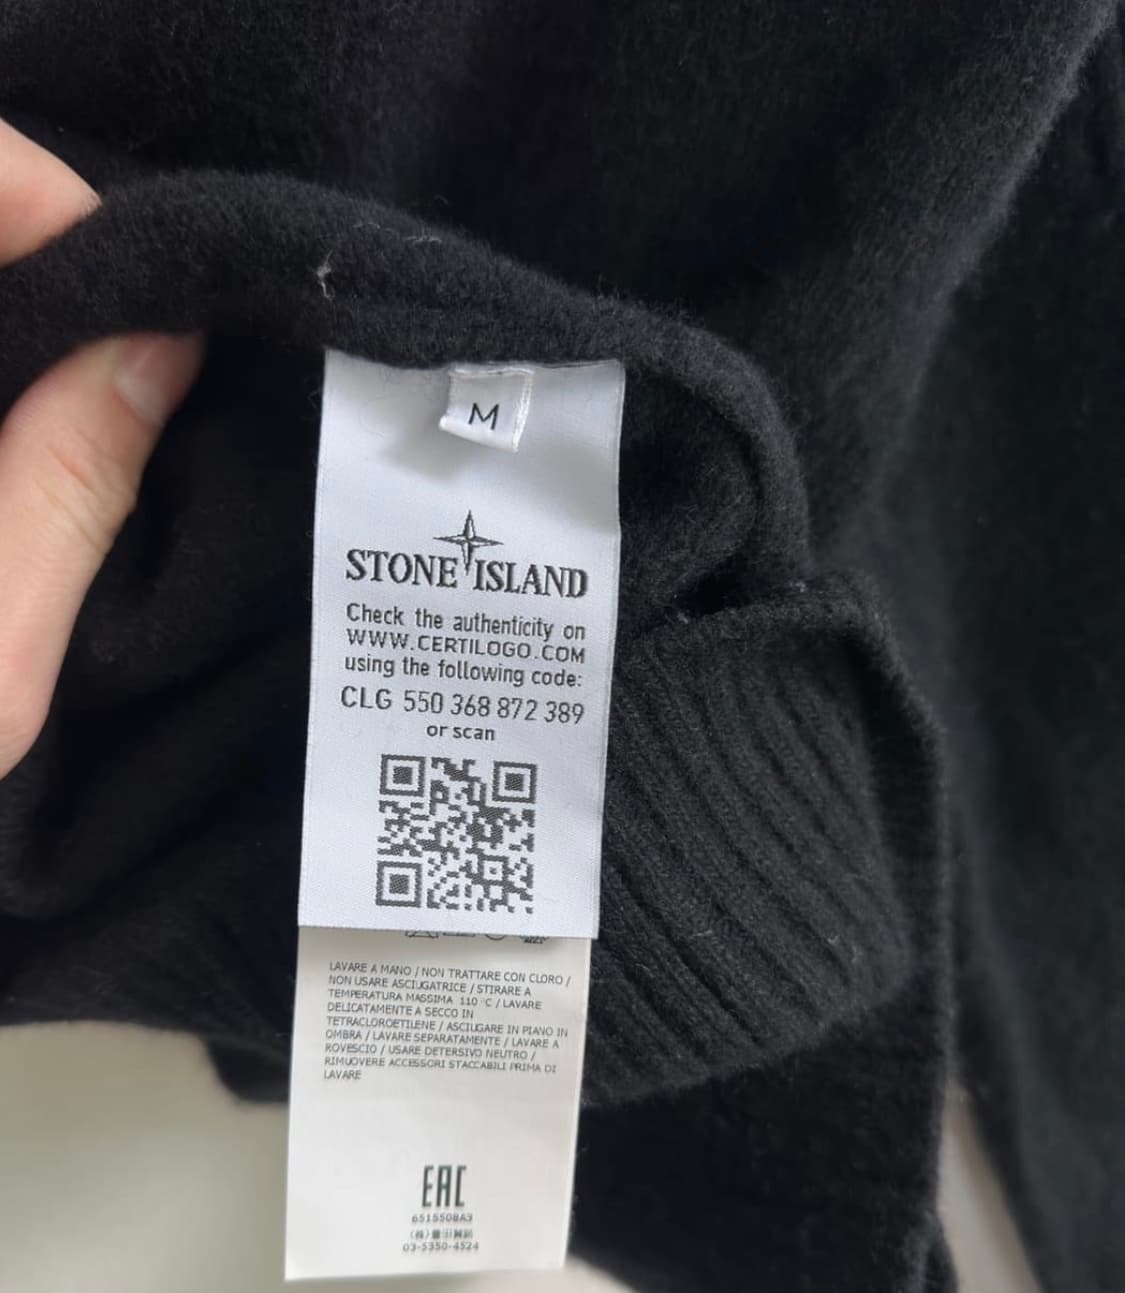 M
STONE ISLAND
Check the authenticity on
WWW.CERTILOGO.COM
using the following code:
CLG 550 368 872 389
or scan
LAVARE A MANO / NON TRATTARE CON CLORO /
NON USARE ASCIUGATRICE / STIRARE A
TEMPERATURA MASSIMA 110 °C / LAVARE
DELICATAMENTE A SECCO IN
TETRACLOROETILENE / ASCIUGARE IN PIANO IN
OMBRA / LAVARE SEPARATAMENTE / LAVARE A
ROVESCIO / USARE DETERSIVO NEUTRO /
RIMUOVERE ACCESSORI STACCABILI PRIMA DI
LAVARE
EAC
6515508A3
03-5350-4524